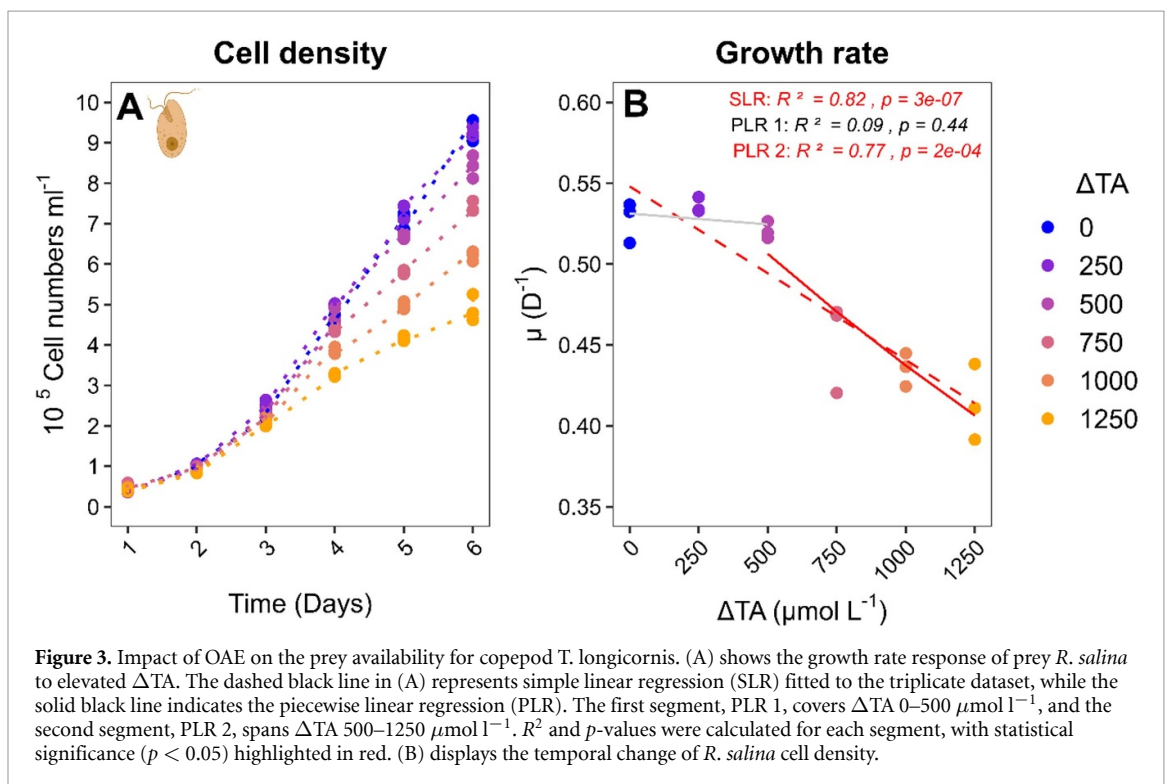 Cell density
A
10
9
8
7
6
5
4
3
2
1
0
10 ⁵ Cell numbers ml⁻¹
1 2 3 4 5 6
Time (Days)
Growth rate
B
SLR: R ² = 0.82 , p = 3e-07
PLR 1: R ² = 0.09 , p = 0.44
PLR 2: R ² = 0.77 , p = 2e-04
0.60
0.55
0.50
0.45
0.40
0.35
μ (D⁻¹)
0 250 500 750 1000 1250
ΔTA (μmol L⁻¹)
ΔTA
0
250
500
750
1000
1250
Figure 3. Impact of OAE on the prey availability for copepod T. longicornis. (A) shows the growth rate response of prey R. salina
to elevated ΔTA. The dashed black line in (A) represents simple linear regression (SLR) fitted to the triplicate dataset, while the
solid black line indicates the piecewise linear regression (PLR). The first segment, PLR 1, covers ΔTA 0–500 μmol l⁻¹, and the
second segment, PLR 2, spans ΔTA 500–1250 μmol l⁻¹. R² and p-values were calculated for each segment, with statistical
significance (p < 0.05) highlighted in red. (B) displays the temporal change of R. salina cell density.